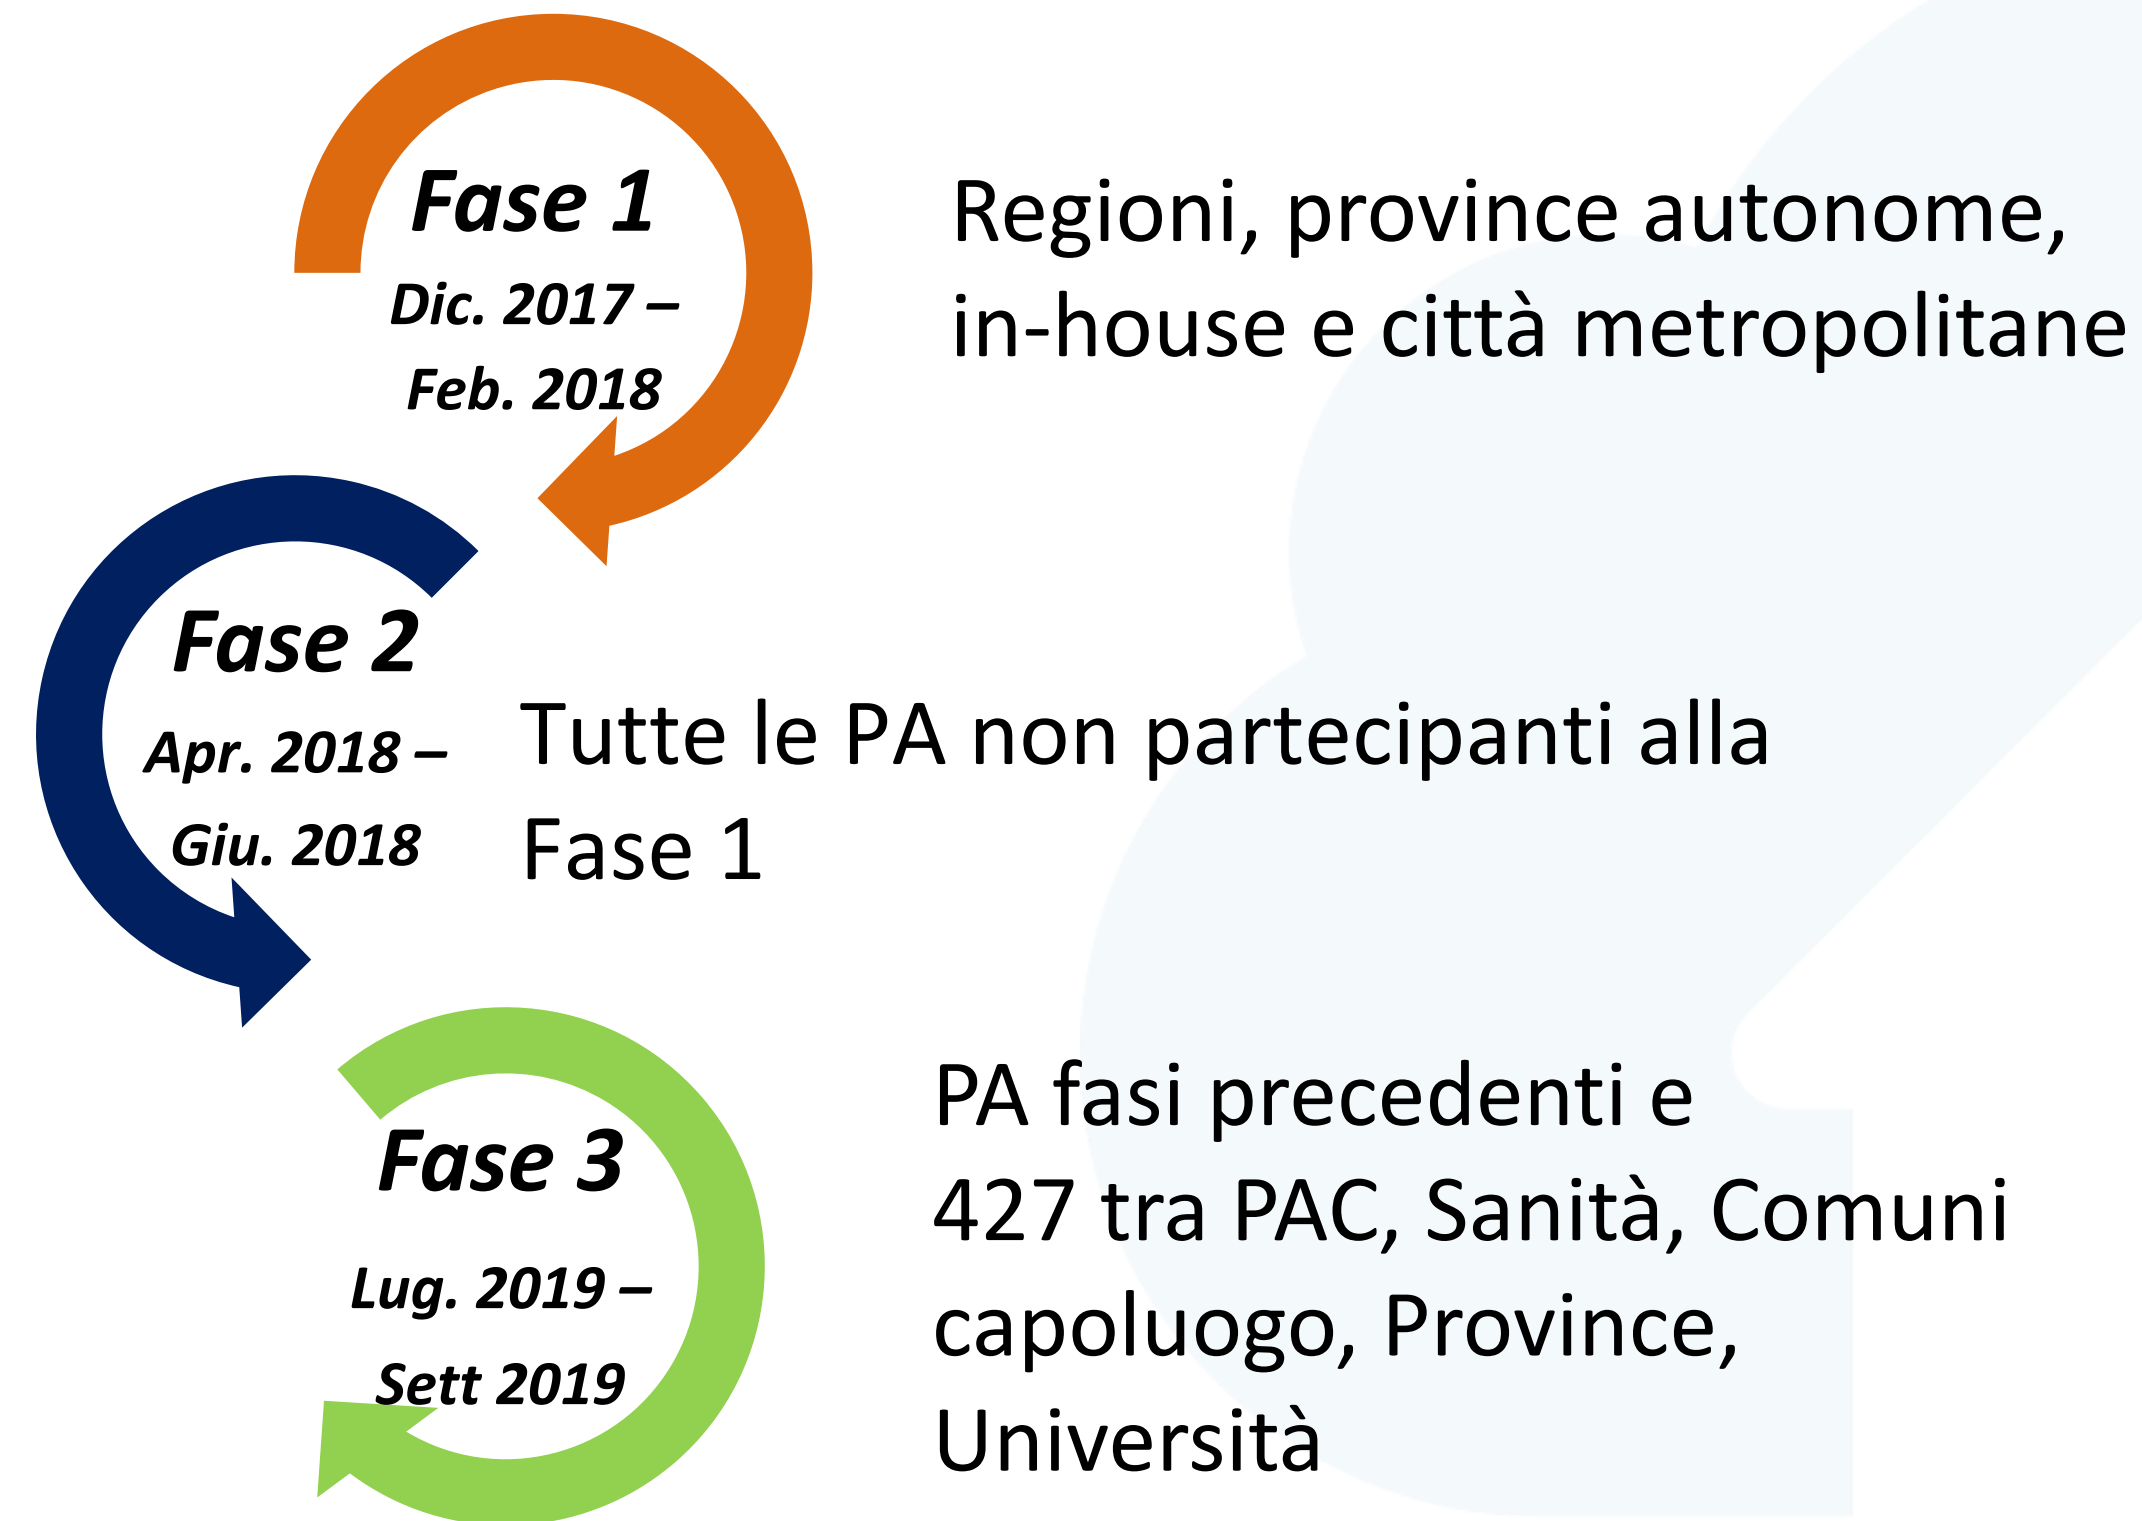 Fase 1
Dic. 2017 –
Feb. 2018
Regioni, province autonome,
in-house e città metropolitane
Fase 2
Apr. 2018 –
Giu. 2018
Tutte le PA non partecipanti alla
Fase 1
Fase 3
Lug. 2019 –
Sett 2019
PA fasi precedenti e
427 tra PAC, Sanità, Comuni
capoluogo, Province,
Università